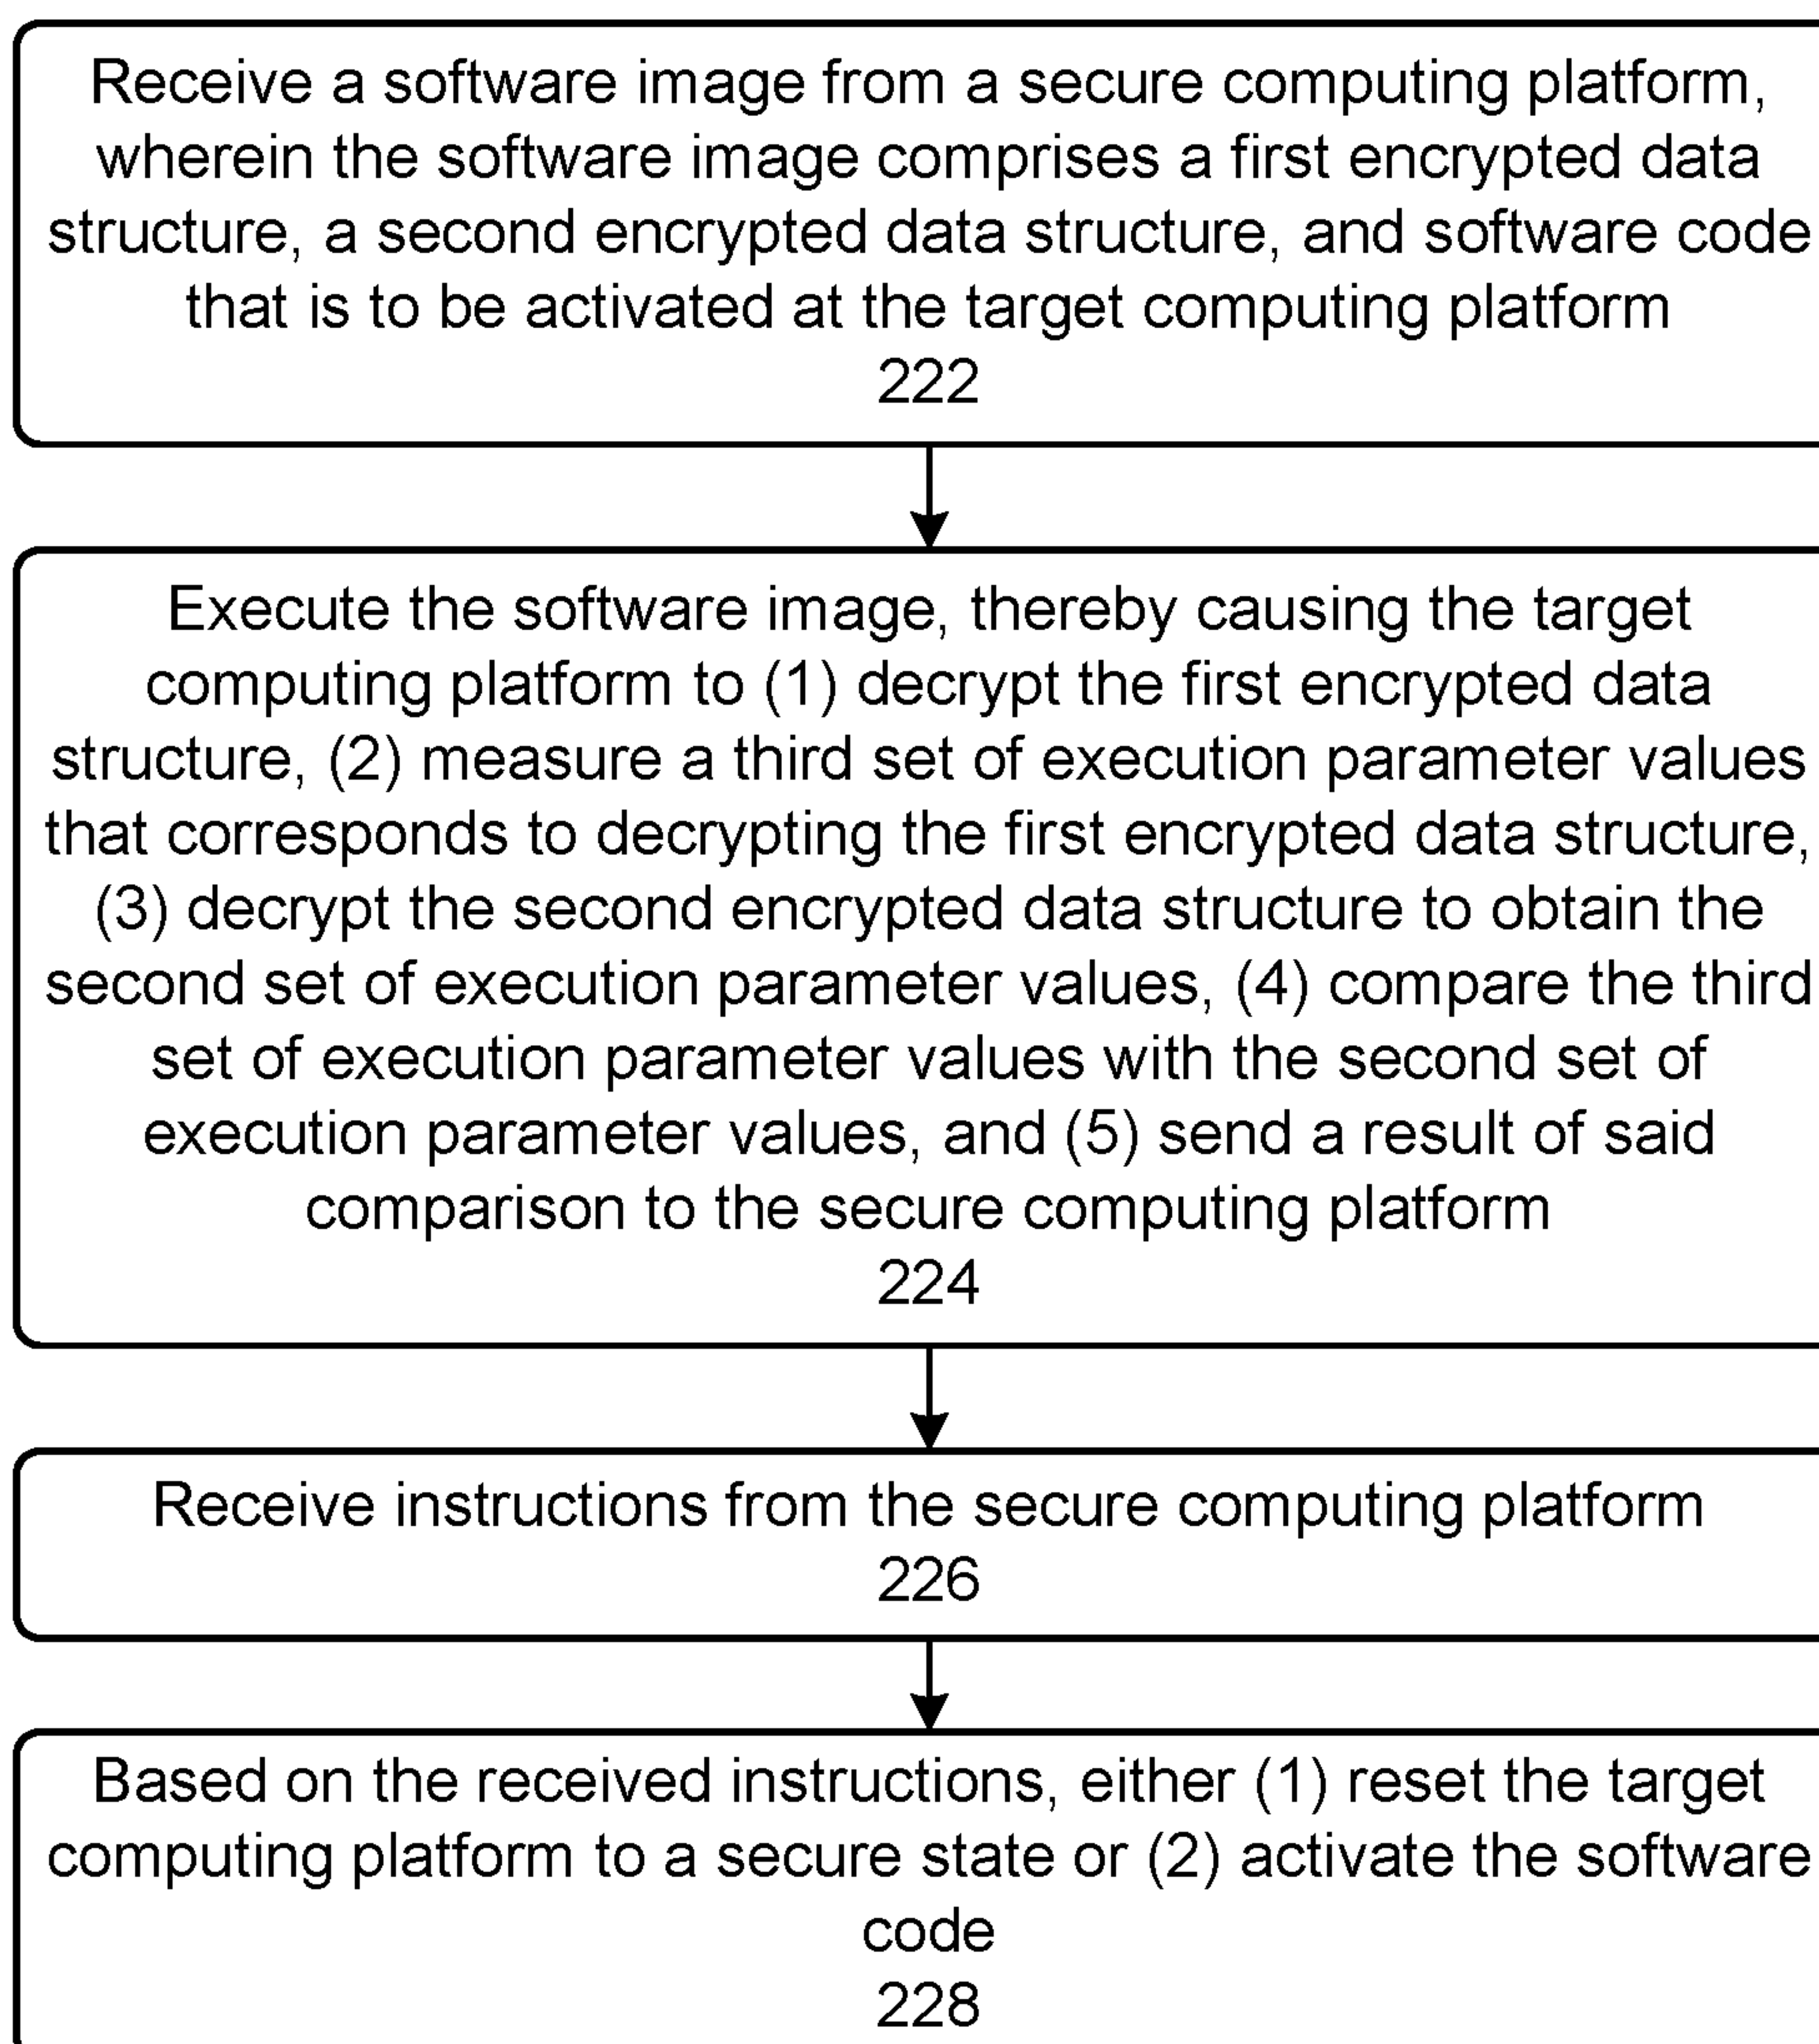 Receive a software image from a secure computing platform,
wherein the software image comprises a first encrypted data
structure, a second encrypted data structure, and software code
that is to be activated at the target computing platform
222
Execute the software image, thereby causing the target
computing platform to (1) decrypt the first encrypted data
structure, (2) measure a third set of execution parameter values
that corresponds to decrypting the first encrypted data structure,
(3) decrypt the second encrypted data structure to obtain the
second set of execution parameter values, (4) compare the third
set of execution parameter values with the second set of
execution parameter values, and (5) send a result of said
comparison to the secure computing platform
224
Receive instructions from the secure computing platform
226
Based on the received instructions, either (1) reset the target
computing platform to a secure state or (2) activate the software
code
228